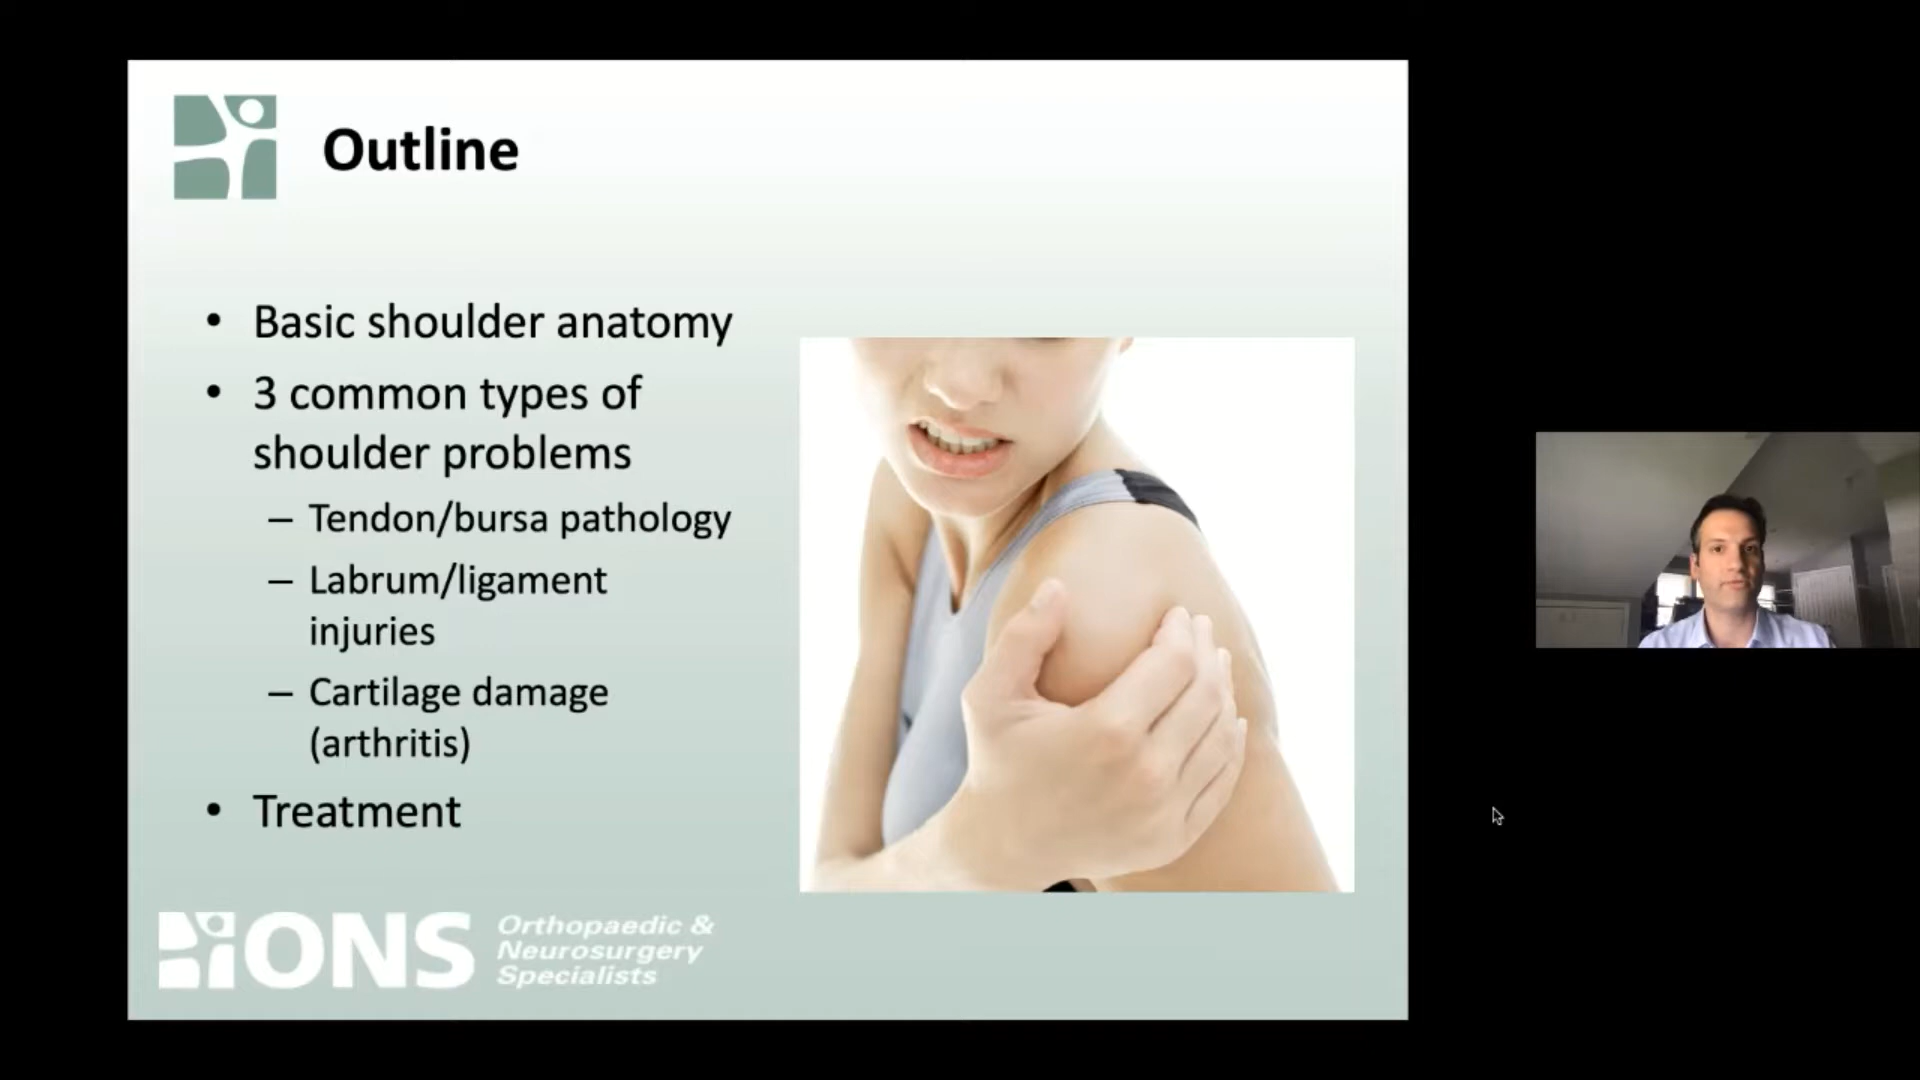 Outline
• Basic shoulder anatomy
• 3 common types of
shoulder problems
– Tendon/bursa pathology
– Labrum/ligament
injuries
– Cartilage damage
(arthritis)
• Treatment
ONS
Orthopaedic &
Neurosurgery
Specialists